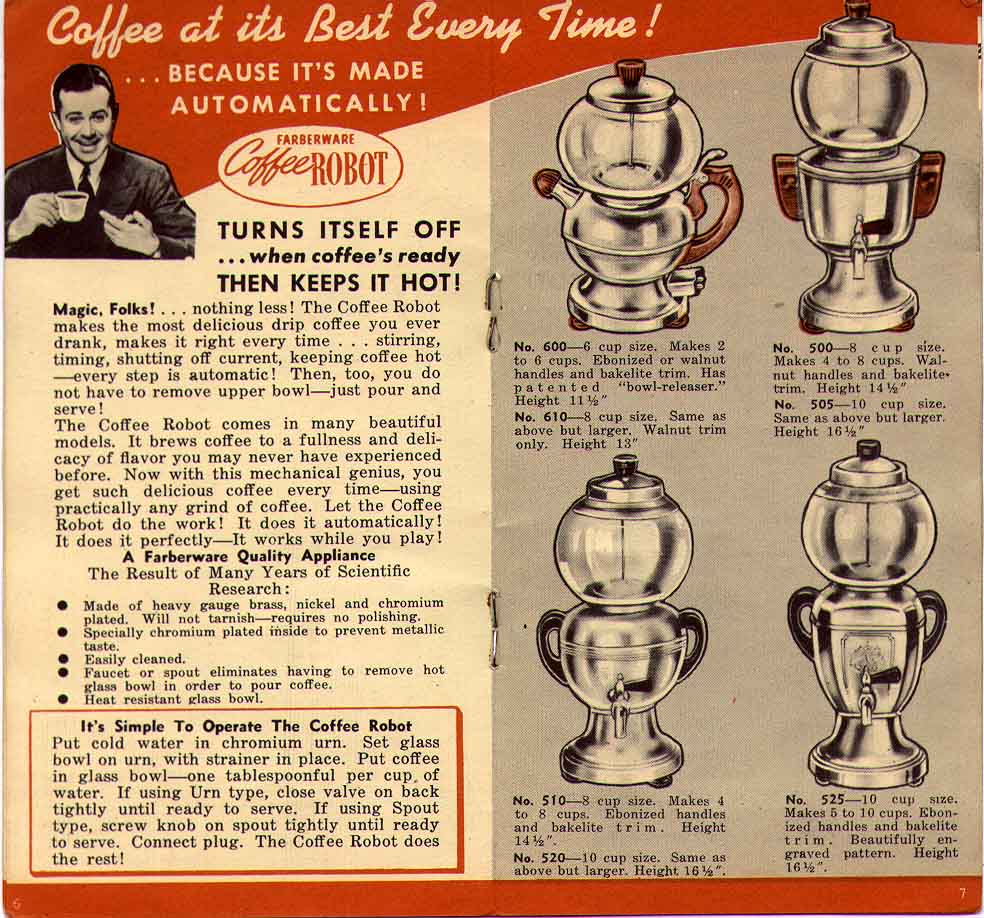 Coffee at its Best Every Time!
...BECAUSE IT'S MADE
AUTOMATICALLY!
FARBERWARE
Coffee ROBOT
TURNS ITSELF OFF
...when coffee's ready
THEN KEEPS IT HOT!
Magic, Folks! . . . nothing less! The Coffee Robot
makes the most delicious drip coffee you ever
drank, makes it right every time . . . stirring,
timing, shutting off current, keeping coffee hot
—every step is automatic! Then, too, you do
not have to remove upper bowl—just pour and
serve!
The Coffee Robot comes in many beautiful
models. It brews coffee to a fullness and deli-
cacy of flavor you may never have experienced
before. Now with this mechanical genius, you
get such delicious coffee every time—using
practically any grind of coffee. Let the Coffee
Robot do the work! It does it automatically!
It does it perfectly—It works while you play!
A Farberware Quality Appliance
The Result of Many Years of Scientific
Research:
● Made of heavy gauge brass, nickel and chromium
plated. Will not tarnish—requires no polishing.
● Specially chromium plated inside to prevent metallic
taste.
● Easily cleaned.
● Faucet or spout eliminates having to remove hot
glass bowl in order to pour coffee.
● Heat resistant glass bowl.
It's Simple To Operate The Coffee Robot
Put cold water in chromium urn. Set glass
bowl on urn, with strainer in place. Put coffee
in glass bowl—one tablespoonful per cup of
water. If using Urn type, close valve on back
tightly until ready to serve. If using Spout
type, screw knob on spout tightly until ready
to serve. Connect plug. The Coffee Robot does
the rest!
6
No. 600—6 cup size. Makes 2
to 6 cups. Ebonized or walnut
handles and bakelite trim. Has
patented "bowl-releaser."
Height 11½"
No. 610—8 cup size. Same as
above but larger. Walnut trim
only. Height 13"
No. 500—8 cup size.
Makes 4 to 8 cups. Wal-
nut handles and bakelite
trim. Height 14½"
No. 505—10 cup size.
Same as above but larger.
Height 16½"
No. 510—8 cup size. Makes 4
to 8 cups. Ebonized handles
and bakelite trim. Height
14½".
No. 520—10 cup size. Same as
above but larger. Height 16½".
No. 525—10 cup size.
Makes 5 to 10 cups. Ebon-
ized handles and bakelite
trim. Beautifully en-
graved pattern. Height
16½".
7